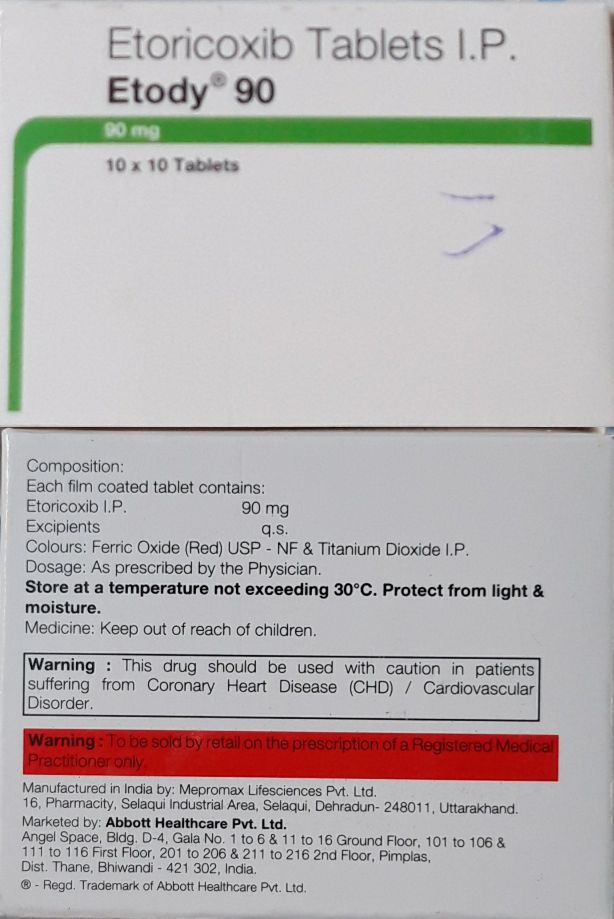 Etoricoxib Tablets I.P.
Etody® 90
90 mg
10 x 10 Tablets
Composition:
Each film coated tablet contains:
Etoricoxib I.P. 90 mg
Excipients q.s.
Colours: Ferric Oxide (Red) USP - NF & Titanium Dioxide I.P.
Dosage: As prescribed by the Physician.
Store at a temperature not exceeding 30°C. Protect from light &
moisture.
Medicine: Keep out of reach of children.
Warning : This drug should be used with caution in patients
suffering from Coronary Heart Disease (CHD) / Cardiovascular
Disorder.
Warning : To be sold by retail on the prescription of a Registered Medical
Practitioner only.
Manufactured in India by: Mepromax Lifesciences Pvt. Ltd.
16, Pharmacity, Selaqui Industrial Area, Selaqui, Dehradun- 248011, Uttarakhand.
Marketed by: Abbott Healthcare Pvt. Ltd.
Angel Space, Bldg. D-4, Gala No. 1 to 6 & 11 to 16 Ground Floor, 101 to 106 &
111 to 116 First Floor, 201 to 206 & 211 to 216 2nd Floor, Pimplas,
Dist. Thane, Bhiwandi - 421 302, India.
® - Regd. Trademark of Abbott Healthcare Pvt. Ltd.